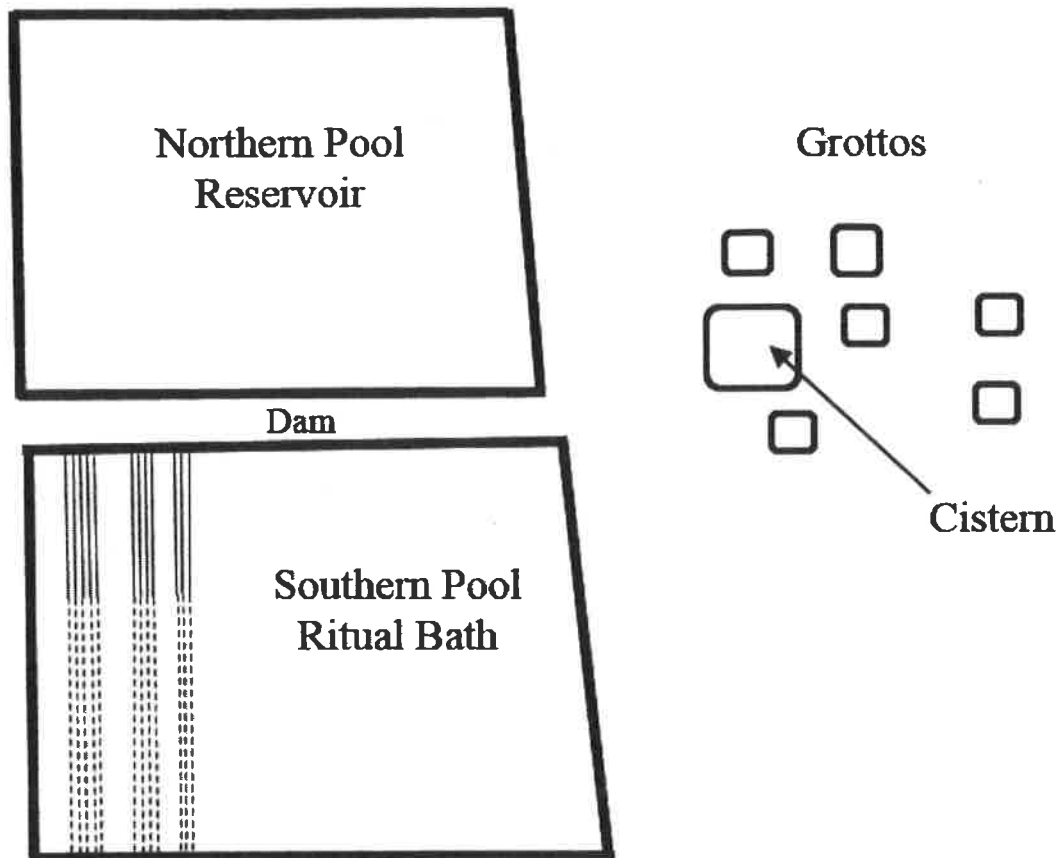 Northern Pool
Reservoir
Grottos
Dam
Cistern
Southern Pool
Ritual Bath